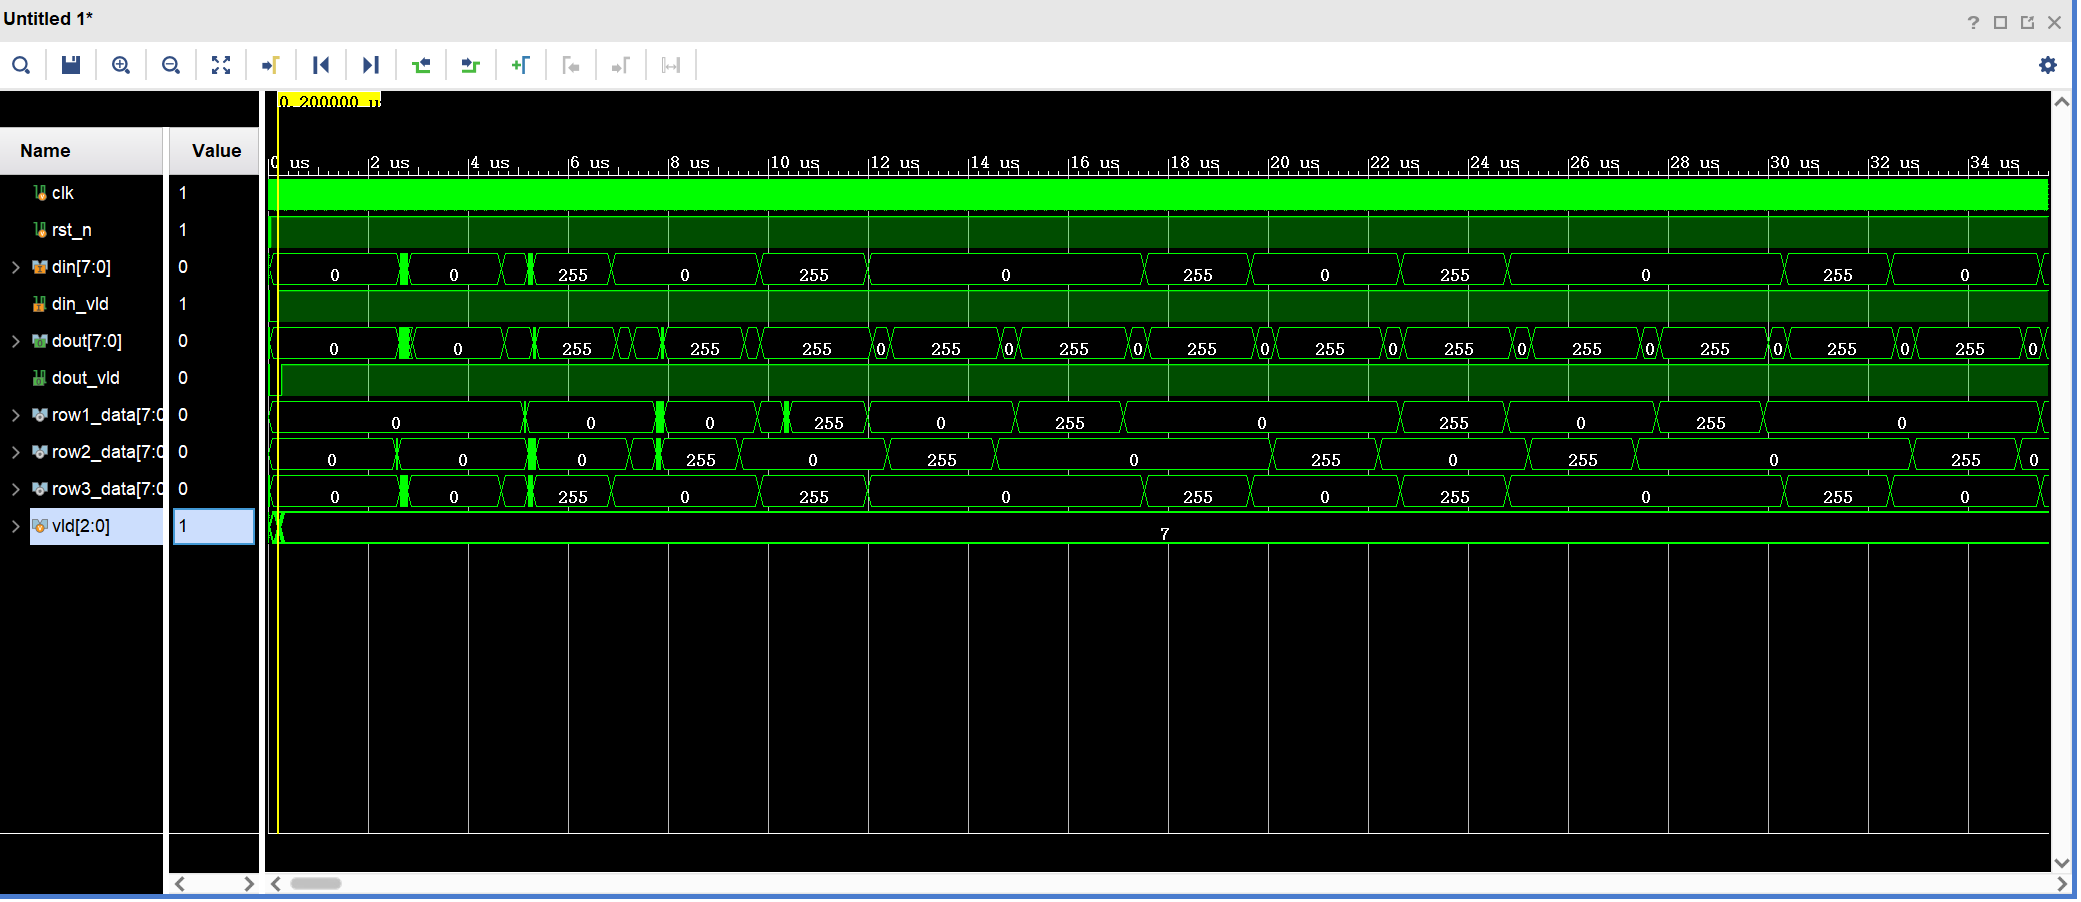 Untitled 1*
0.200000 us
Name Value
0 us 2 us 4 us 6 us 8 us 10 us 12 us 14 us 16 us 18 us 20 us 22 us 24 us 26 us 28 us 30 us 32 us 34 us
clk 1
rst_n 1
din[7:0] 0 0 0 255 0 255 0 255 0 255 0 255 0
din_vld 1
dout[7:0] 0 0 0 255 255 255 0 255 0 255 0 255 0 255 0 255 0 255 0 255 0 255 0 255 0
dout_vld 0
row1_data[7:0 0 0 0 0 255 0 255 0 255 0 255 0
row2_data[7:0 0 0 0 0 255 0 255 0 255 0 255 0 255 0
row3_data[7:0 0 0 0 255 0 255 0 255 0 255 0 255 0
vld[2:0] 1 7